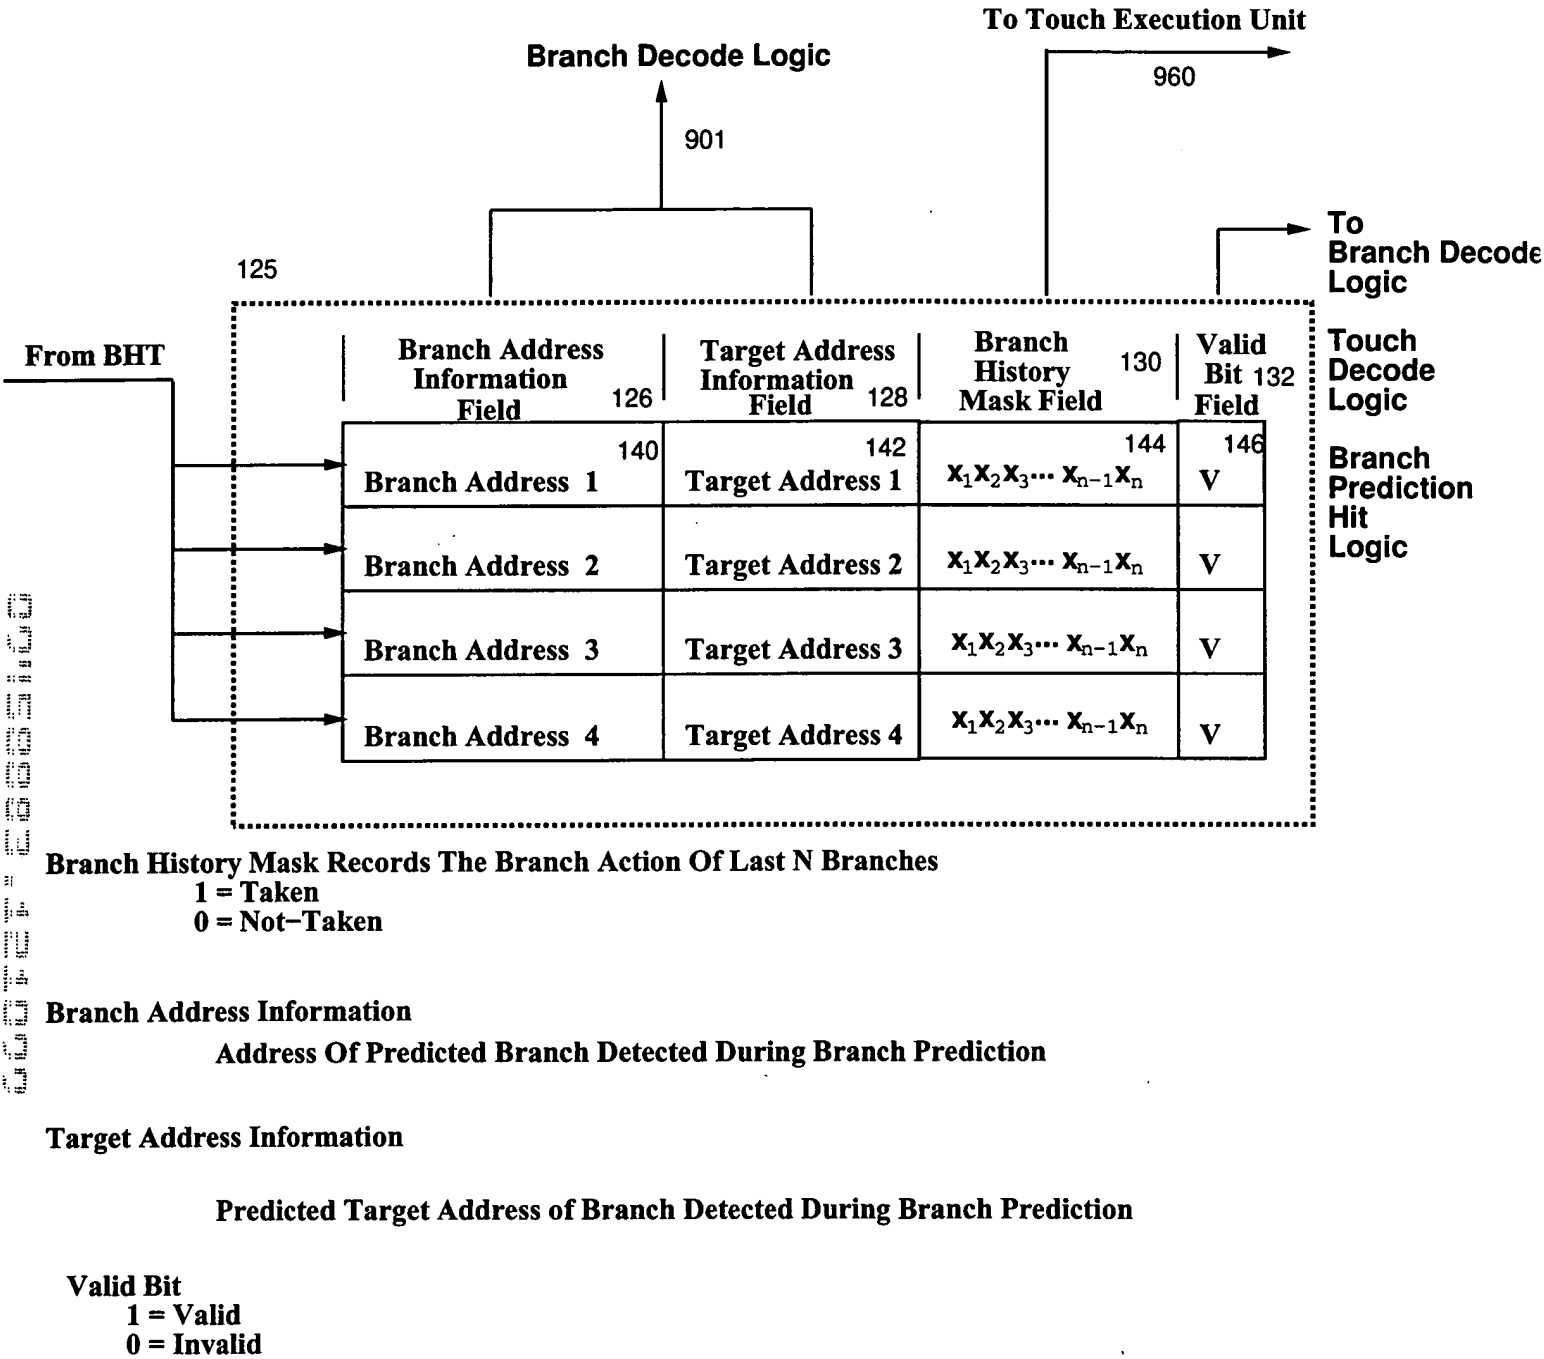 To Touch Execution Unit
Branch Decode Logic
960
901
To
Branch Decode
Logic
125
From BHT
Branch Address
Information
Field 126
Target Address
Information
Field 128
Branch
History
Mask Field 130
Valid
Bit 132
Field
Touch
Decode
Logic
Branch
Prediction
Hit
Logic
140 142 144 146
Branch Address 1 Target Address 1 X₁X₂X₃··· Xₙ₋₁Xₙ V
Branch Address 2 Target Address 2 X₁X₂X₃··· Xₙ₋₁Xₙ V
Branch Address 3 Target Address 3 X₁X₂X₃··· Xₙ₋₁Xₙ V
Branch Address 4 Target Address 4 X₁X₂X₃··· Xₙ₋₁Xₙ V
Branch History Mask Records The Branch Action Of Last N Branches
1 = Taken
0 = Not−Taken
Branch Address Information
Address Of Predicted Branch Detected During Branch Prediction
Target Address Information
Predicted Target Address of Branch Detected During Branch Prediction
Valid Bit
1 = Valid
0 = Invalid